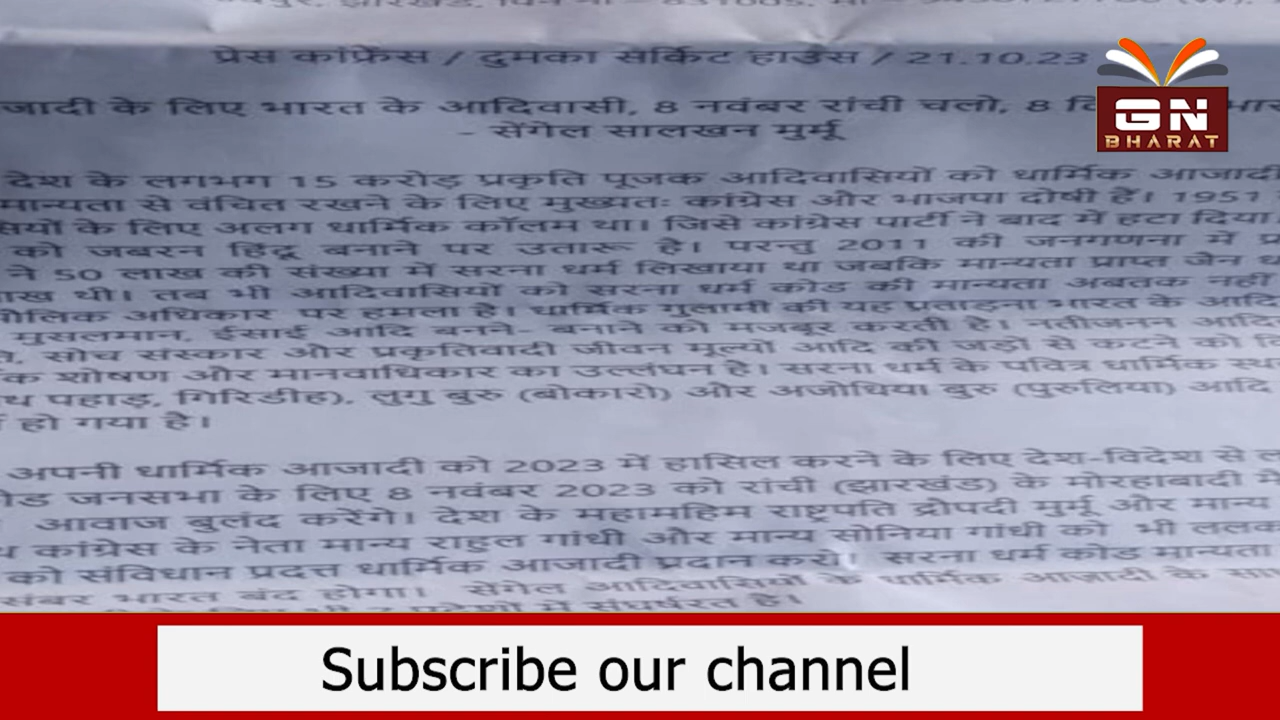 प्रेस कांफ्रेंस / दुमका सर्किट हाउस / 21.10.23
जादी के लिए भारत के आदिवासी, 8 नवंबर रांची चलो, 8
- सेंगेल सालखन मुर्मू
GN
BHARAT
देश के लगभग 15 करोड़ प्रकृति पूजक आदिवासियों को धार्मिक आजादी
मान्यता से वंचित रखने के लिए मुख्यतः कांग्रेस और भाजपा दोषी हैं। 1951
सियों के लिए अलग धार्मिक कॉलम था। जिसे कांग्रेस पार्टी ने बाद में हटा दिया।
को जबरन हिंदू बनाने पर उतारू है। परन्तु 2011 की जनगणना में
ने 50 लाख की संख्या में सरना धर्म लिखाया था जबकि मान्यता प्राप्त जैन
थी। तब भी आदिवासियों को सरना धर्म कोड की मान्यता अबतक नहीं
मौलिक अधिकार पर हमला है। धार्मिक गुलामी की यह प्रताड़ना भारत के
मुसलमान, ईसाई आदि बनने- बनाने को मजबूर करती है। नतीजनन
सोच संस्कार और प्रकृतिवादी जीवन मूल्यों आदि की जड़ों से कटने को
क शोषण और मानवाधिकार का उल्लंघन है। सरना धर्म के पवित्र धार्मिक
पहाड़, गिरिडीह), लुगु बुरु (बोकारो) और अजोधिया बुरु (पुरुलिया) आदि
हो गया है।
अपनी धार्मिक आजादी को 2023 में हासिल करने के लिए देश-विदेश से
कोड जनसभा के लिए 8 नवंबर 2023 को रांची (झारखंड) के मोरहाबादी
आवाज बुलंद करेंगे। देश के महामहिम राष्ट्रपति द्रौपदी मुर्मू और मान्य
कांग्रेस के नेता मान्य राहुल गांधी और मान्य सोनिया गांधी को भी
को संविधान प्रदत्त धार्मिक आजादी प्रदान करो। सरना धर्म कोड मान्यता
भारत बंद होगा। सेंगेल आदिवासियों के धार्मिक आज़ादी के
में संघर्षरत है।
Subscribe our channel